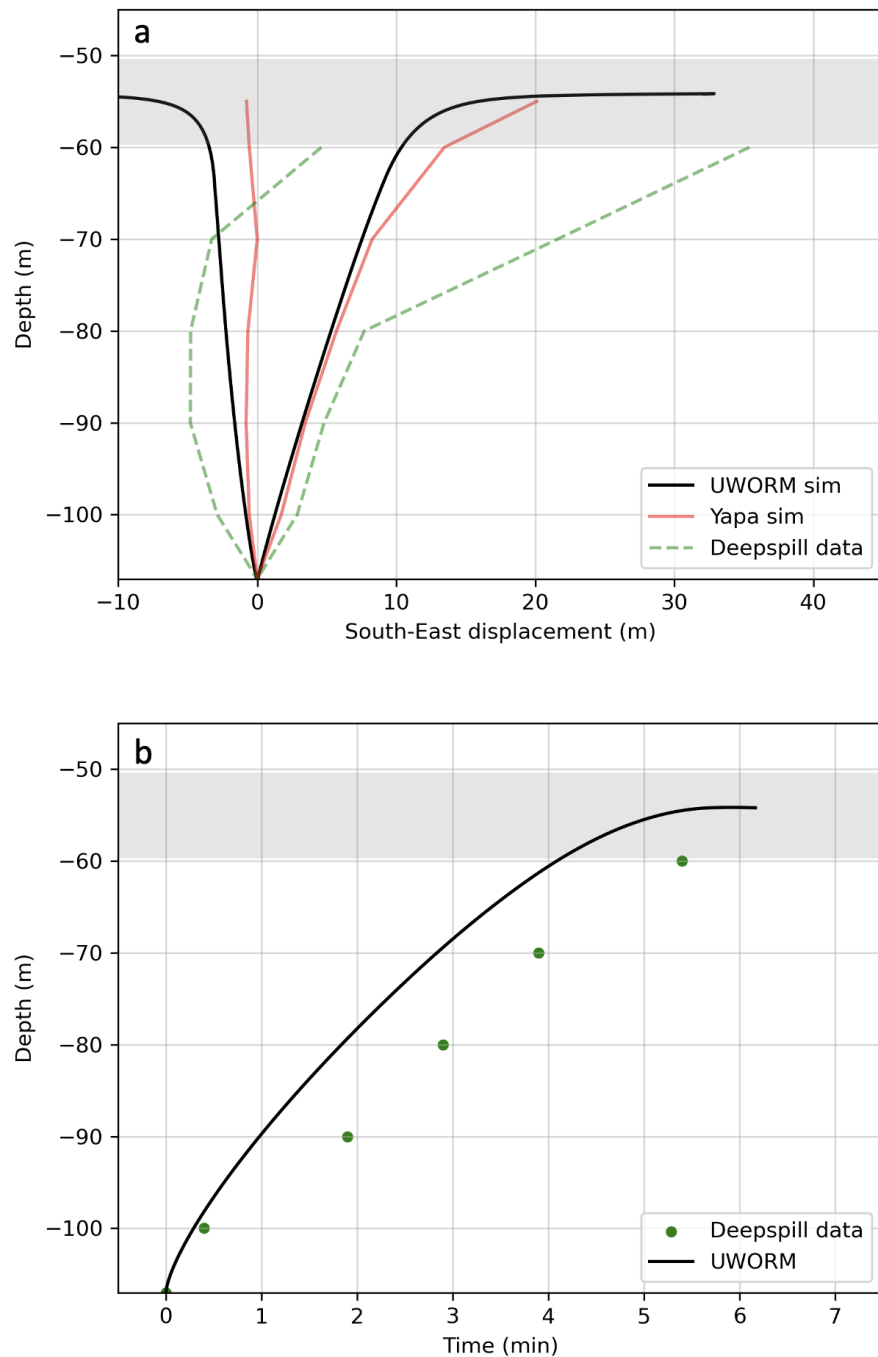 a
−50
−60
−70
−80
−90
−100
Depth (m)
−10 0 10 20 30 40
South-East displacement (m)
UWORM sim
Yapa sim
Deepspill data
b
−50
−60
−70
−80
−90
−100
Depth (m)
0 1 2 3 4 5 6 7
Time (min)
Deepspill data
UWORM